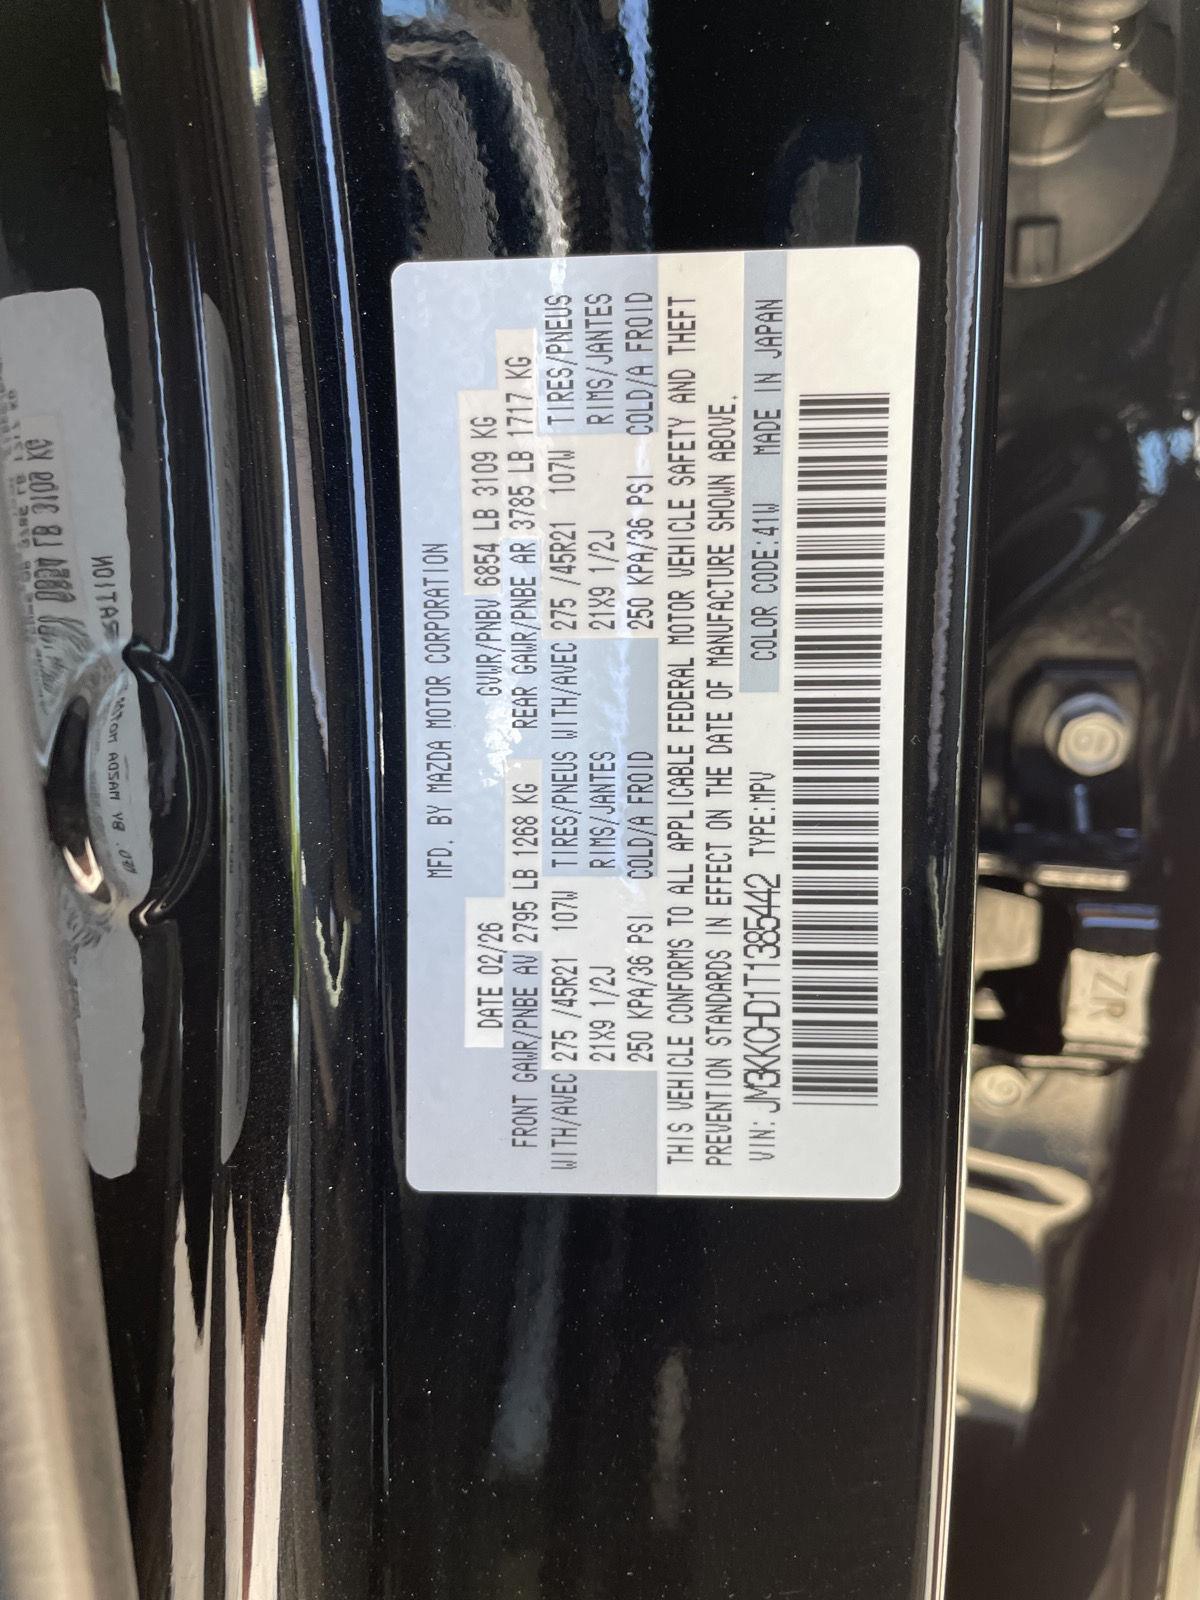 MFD. BY MAZDA MOTOR CORPORATION
DATE 02/26 GVWR/PNBV 6854 LB 3109 KG
FRONT GAWR/PNBE AV 2795 LB 1268 KG REAR GAWR/PNBE AR 3785 LB 1717 KG
WITH/AVEC 275 /45R21 107W TIRES/PNEUS WITH/AVEC 275 /45R21 107W TIRES/PNEUS
21X9 1/2J RIMS/JANTES 21X9 1/2J RIMS/JANTES
250 KPA/36 PSI COLD/A FROID 250 KPA/36 PSI COLD/A FROID
THIS VEHICLE CONFORMS TO ALL APPLICABLE FEDERAL MOTOR VEHICLE SAFETY AND THEFT
PREVENTION STANDARDS IN EFFECT ON THE DATE OF MANUFACTURE SHOWN ABOVE.
VIN: JM3KKCHD1T1385442 TYPE:MPV COLOR CODE:41W MADE IN JAPAN
ZR